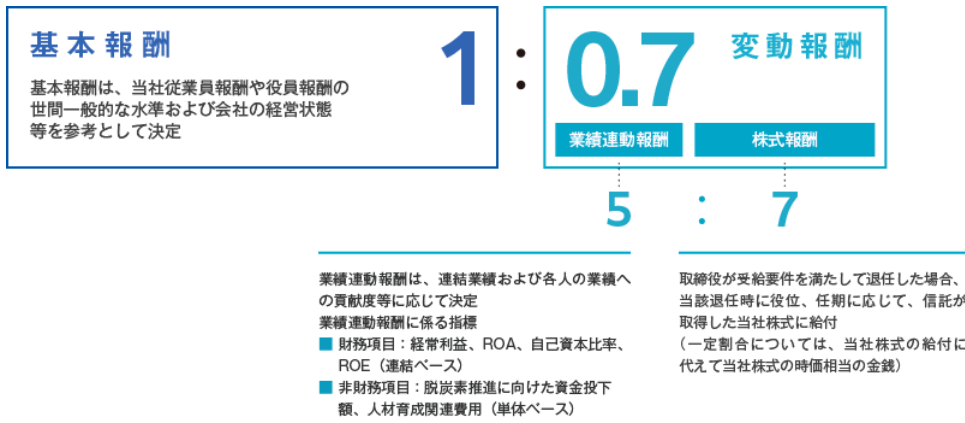 基本報酬
基本報酬は、当社従業員報酬や役員報酬の
世間一般的な水準および会社の経営状態
等を参考として決定
1
:
0.7
変動報酬
業績連動報酬
株式報酬
5
:
7
業績連動報酬は、連結業績および各人の業績へ
の貢献度等に応じて決定
業績連動報酬に係る指標
■ 財務項目：経常利益、ROA、自己資本比率、
ROE（連結ベース）
■ 非財務項目：脱炭素推進に向けた資金投下
額、人材育成関連費用（単体ベース）
取締役が受給要件を満たして退任した場合、
当該退任時に役位、任期に応じて、信託が
取得した当社株式に給付
（一定割合については、当社株式の給付に
代えて当社株式の時価相当の金銭）